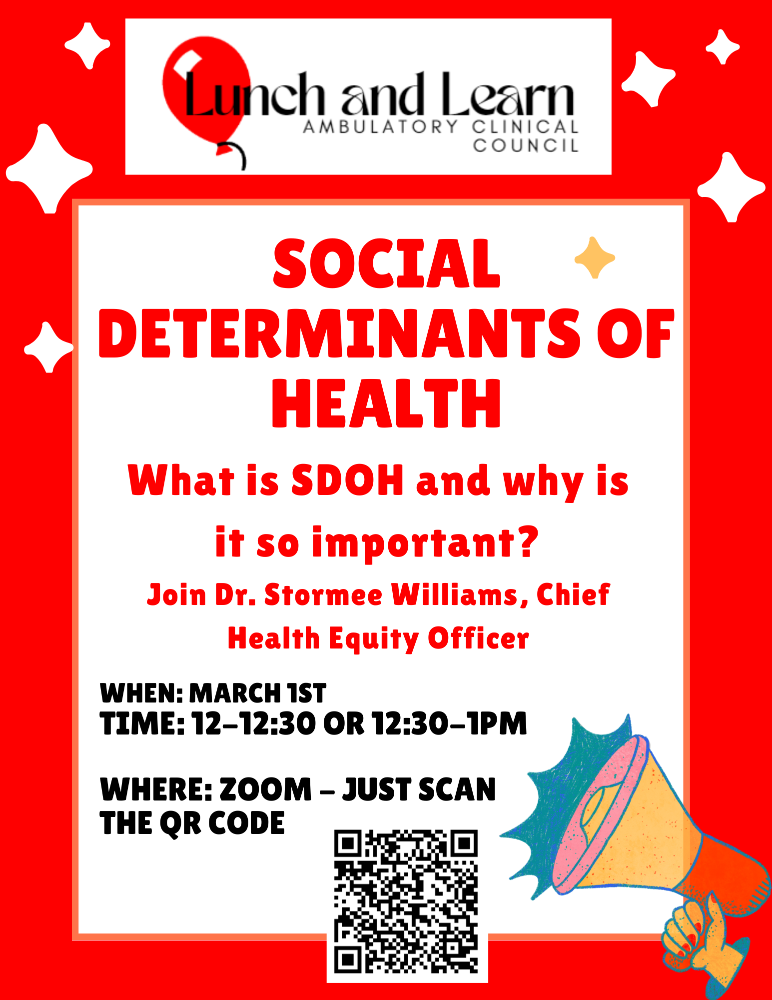 Lunch and Learn
AMBULATORY CLINICAL
COUNCIL
SOCIAL
DETERMINANTS OF
HEALTH
What is SDOH and why is
it so important?
Join Dr. Stormee Williams, Chief
Health Equity Officer
WHEN: MARCH 1ST
TIME: 12-12:30 OR 12:30-1PM
WHERE: ZOOM - JUST SCAN
THE QR CODE